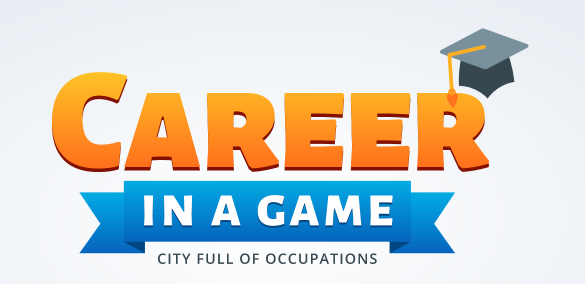 CAREER
IN A GAME
CITY FULL OF OCCUPATIONS